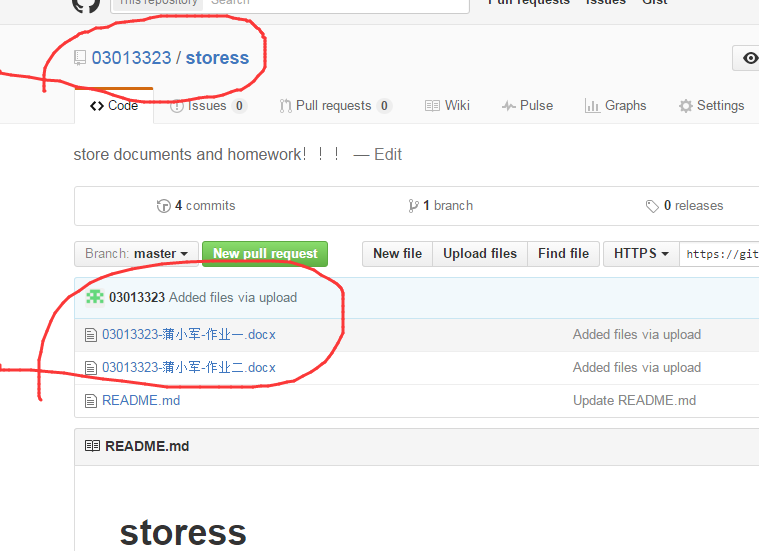 This repository Search Pull requests Issues Gist
03013323 / storess
Code Issues 0 Pull requests 0 Wiki Pulse Graphs Settings
store documents and homework！！！ — Edit
4 commits 1 branch 0 releases
Branch: master New pull request New file Upload files Find file HTTPS https://git
03013323 Added files via upload
03013323-蒲小军-作业一.docx Added files via upload
03013323-蒲小军-作业二.docx Added files via upload
README.md Update README.md
README.md
storess